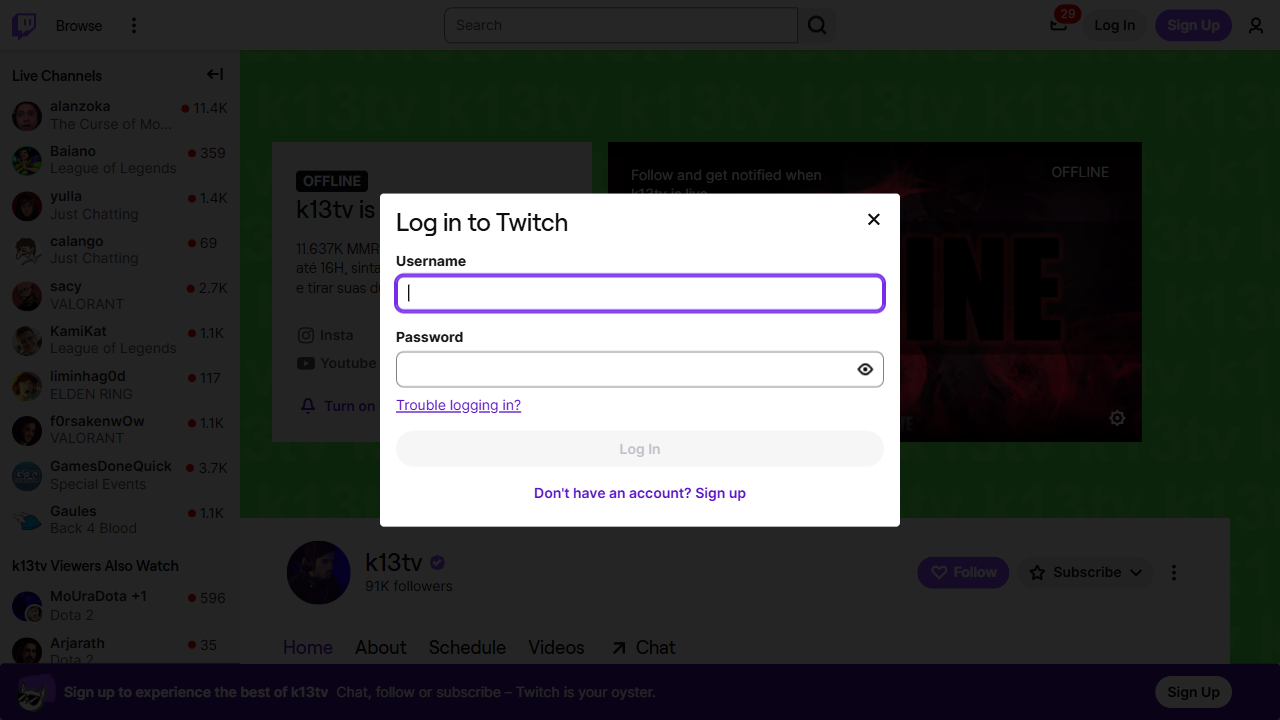 Browse
Search
29
Log In
Sign Up
Live Channels
alanzoka
11.4K
The Curse of Mo...
Baiano
359
League of Legends
yulla
1.4K
Just Chatting
calango
69
Just Chatting
sacy
2.7K
VALORANT
KamiKat
1.1K
League of Legends
liminhag0d
117
ELDEN RING
f0rsakenwOw
1.1K
VALORANT
GamesDoneQuick
3.7K
Special Events
Gaules
1.1K
Back 4 Blood
k13tv Viewers Also Watch
MoUraDota +1
596
Dota 2
Arjarath
35
Dota 2
k13tv k13tv k13tv k13tv k13tv
OFFLINE
k13tv is
11.637K MMR
até 16H, sinta
e tirar suas
Insta
Youtube
Turn on
Follow and get notified when
k13tv is live
OFFLINE
INE
Log in to Twitch
Username
Password
Trouble logging in?
Log In
Don't have an account? Sign up
k13tv
91K followers
Follow
Subscribe
Home
About
Schedule
Videos
Chat
Sign up to experience the best of k13tv
Chat, follow or subscribe – Twitch is your oyster.
Sign Up